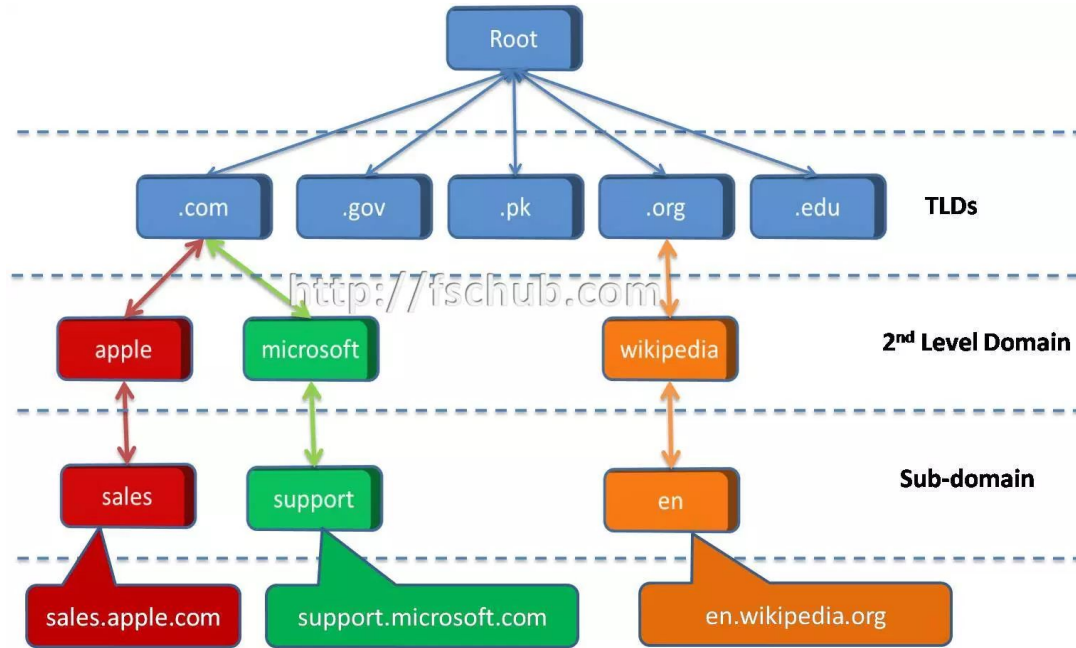 Root
.com
.gov
.pk
.org
.edu
TLDs
http://fschub.com
apple
microsoft
wikipedia
2nd Level Domain
sales
support
en
Sub-domain
sales.apple.com
support.microsoft.com
en.wikipedia.org